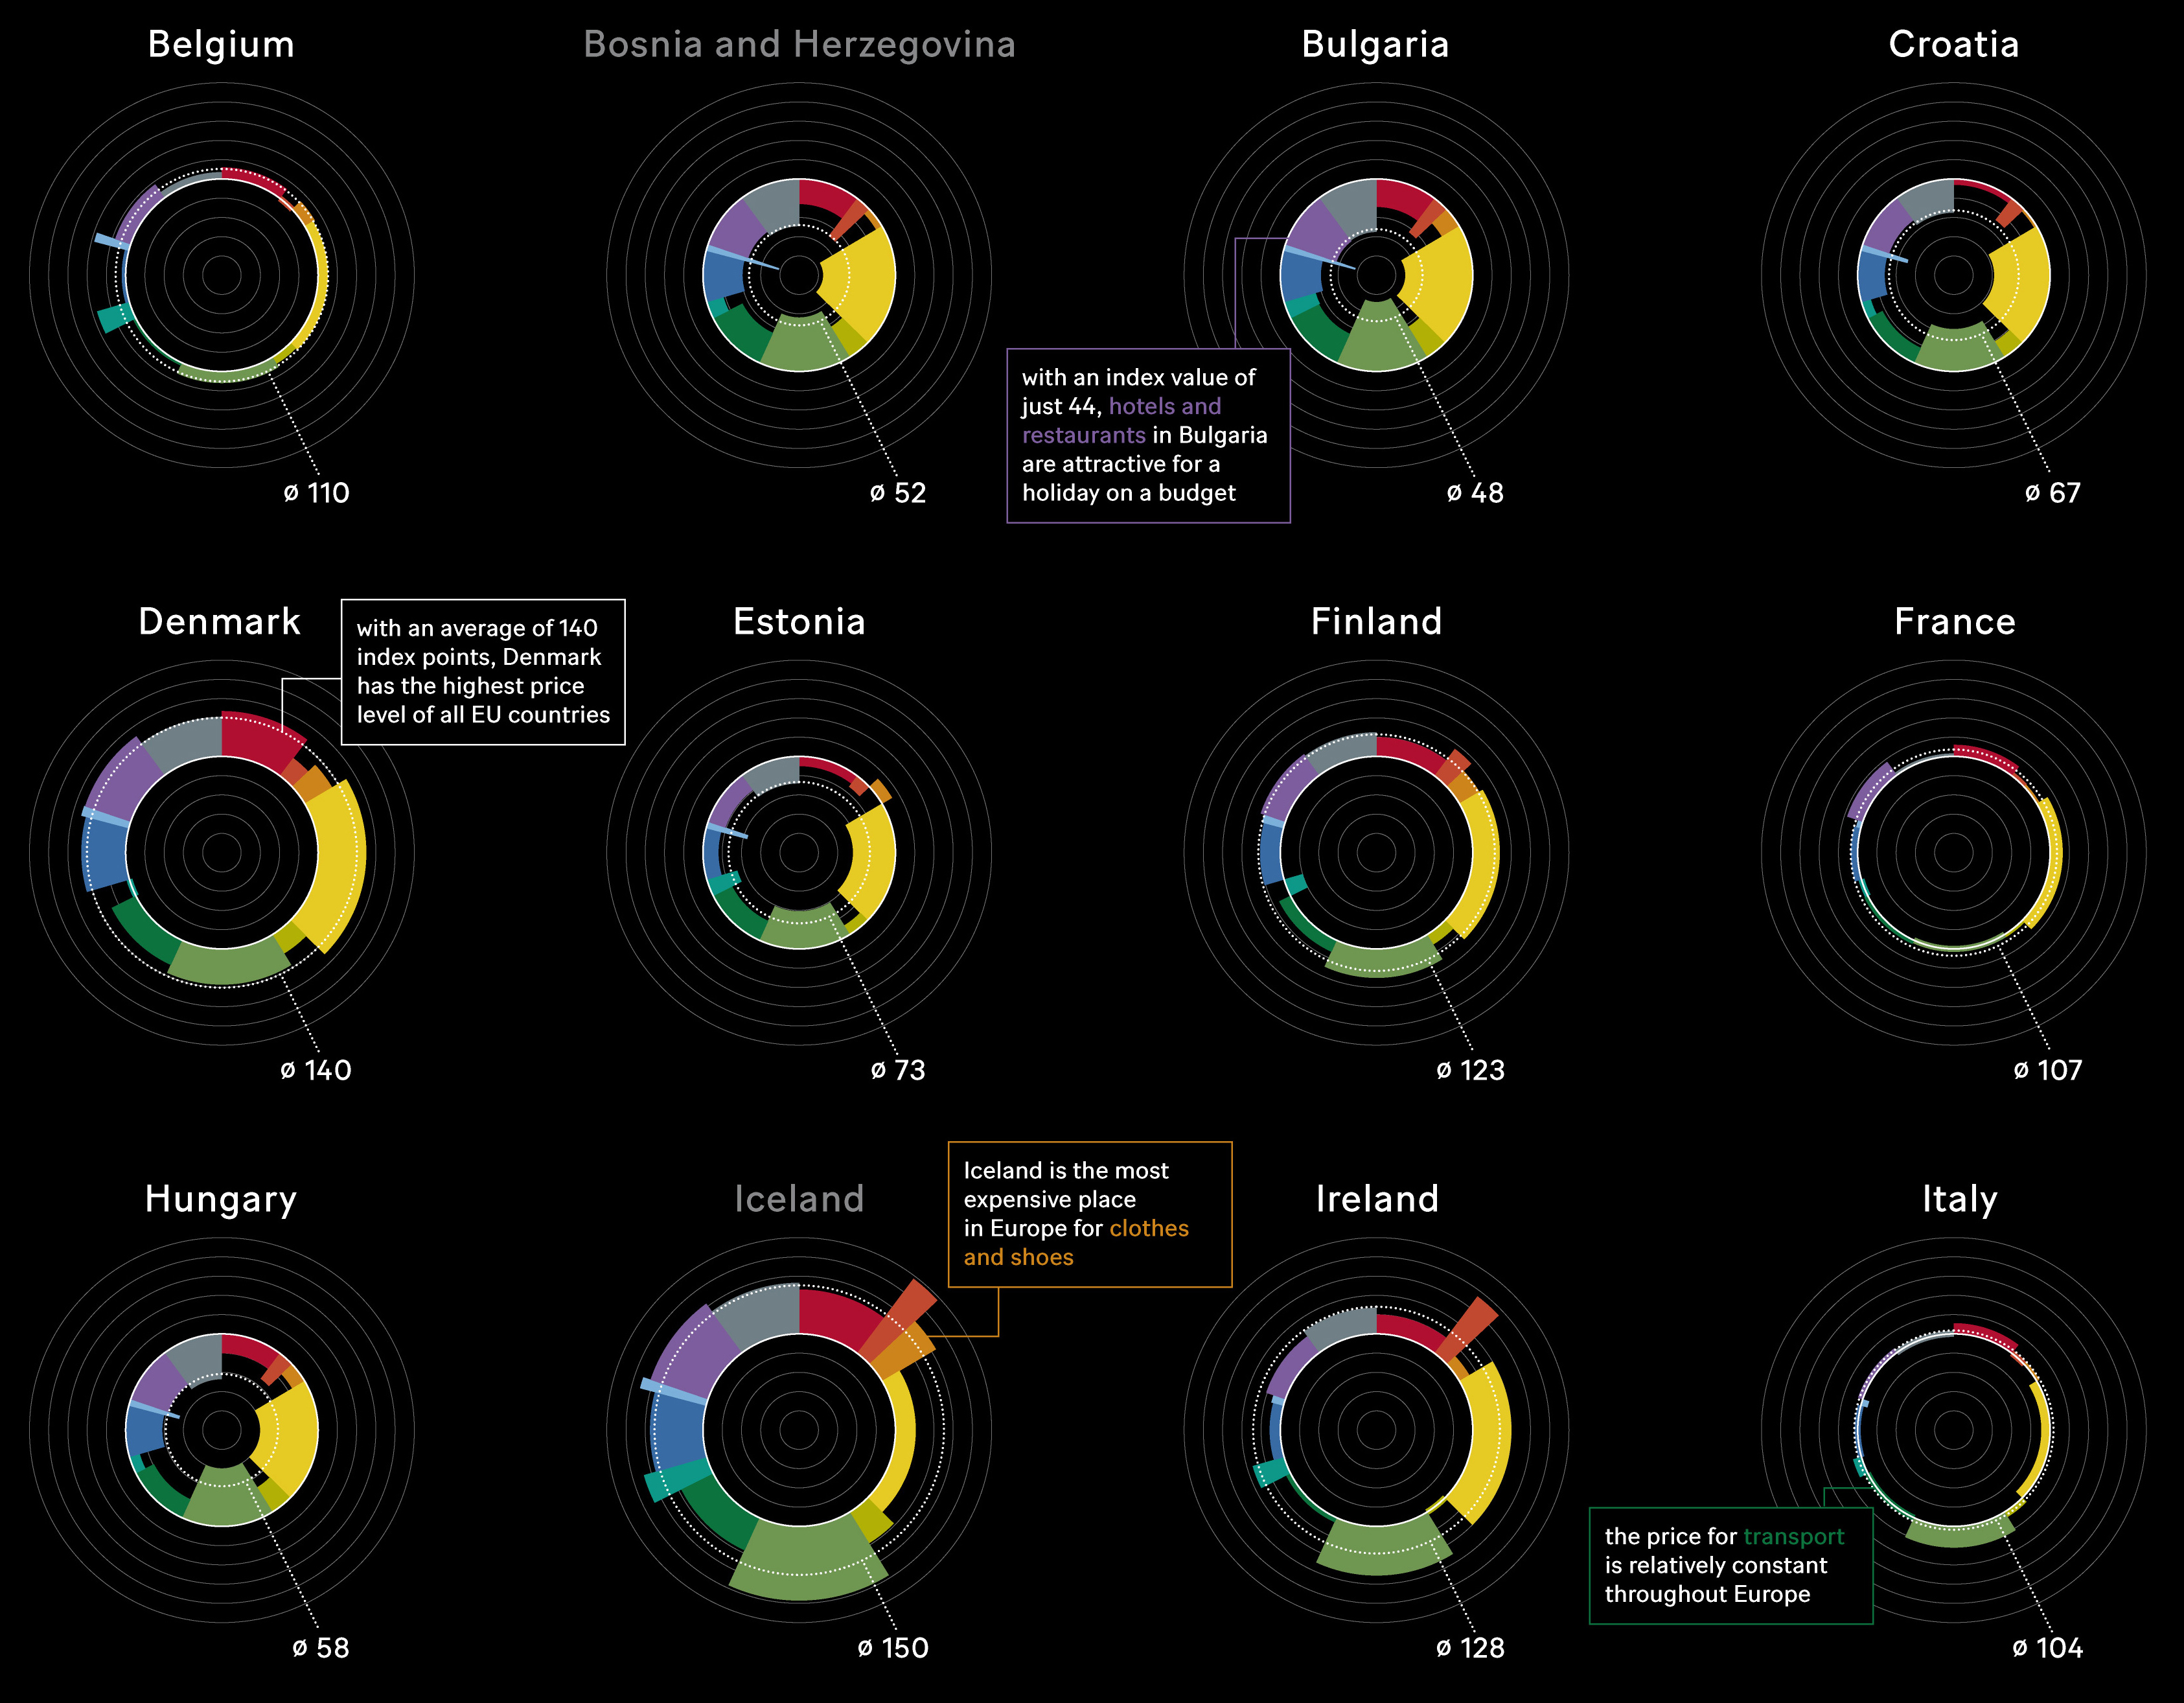 Belgium
Bosnia and Herzegovina
Bulgaria
Croatia
ø 110
ø 52
with an index value of
just 44, hotels and
restaurants in Bulgaria
are attractive for a
holiday on a budget
ø 48
ø 67
Denmark
with an average of 140
index points, Denmark
has the highest price
level of all EU countries
Estonia
Finland
France
ø 140
ø 73
ø 123
ø 107
Hungary
Iceland
Iceland is the most
expensive place
in Europe for clothes
and shoes
Ireland
Italy
the price for transport
is relatively constant
throughout Europe
ø 58
ø 150
ø 128
ø 104